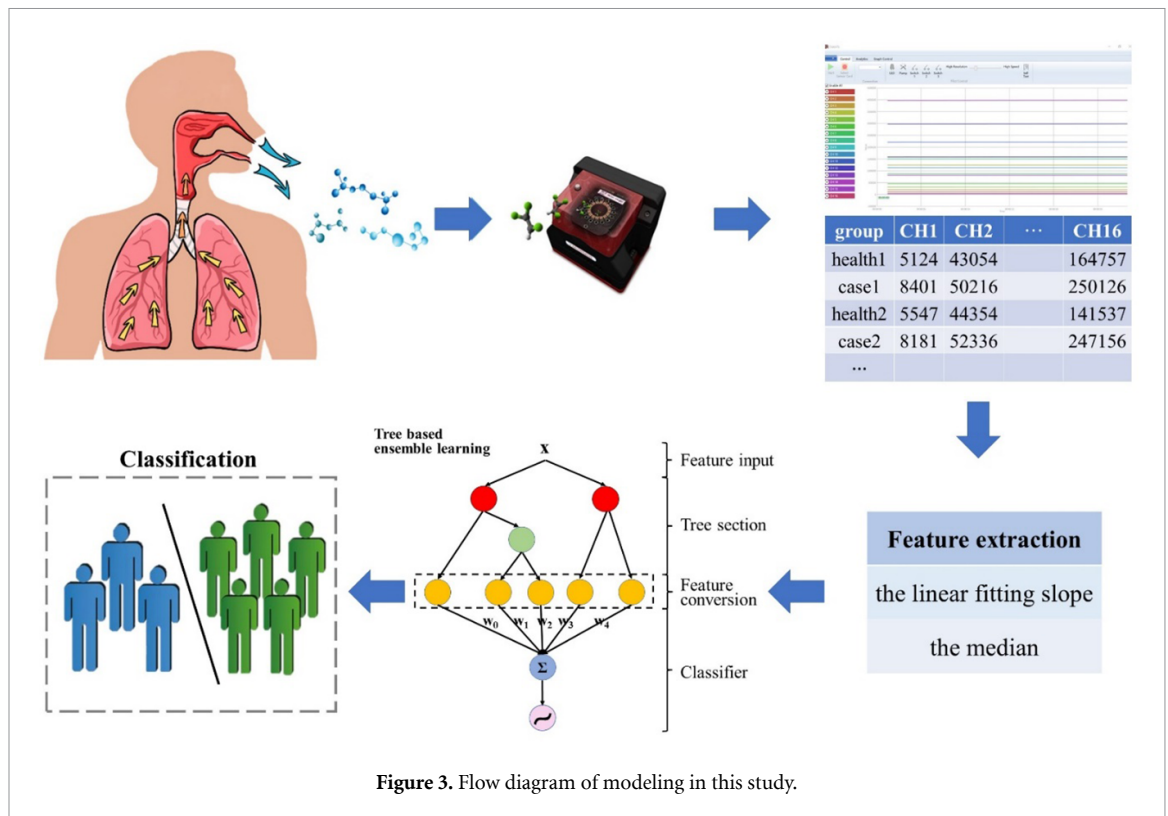 group CH1 CH2 ... CH16
health1 5124 43054 164757
case1 8401 50216 250126
health2 5547 44354 141537
case2 8181 52336 247156
...
Classification
Tree based
ensemble learning
X
Feature input
Tree section
Feature
conversion
w0 w1 w2 w3 w4
Σ
Classifier
Feature extraction
the linear fitting slope
the median
Figure 3. Flow diagram of modeling in this study.